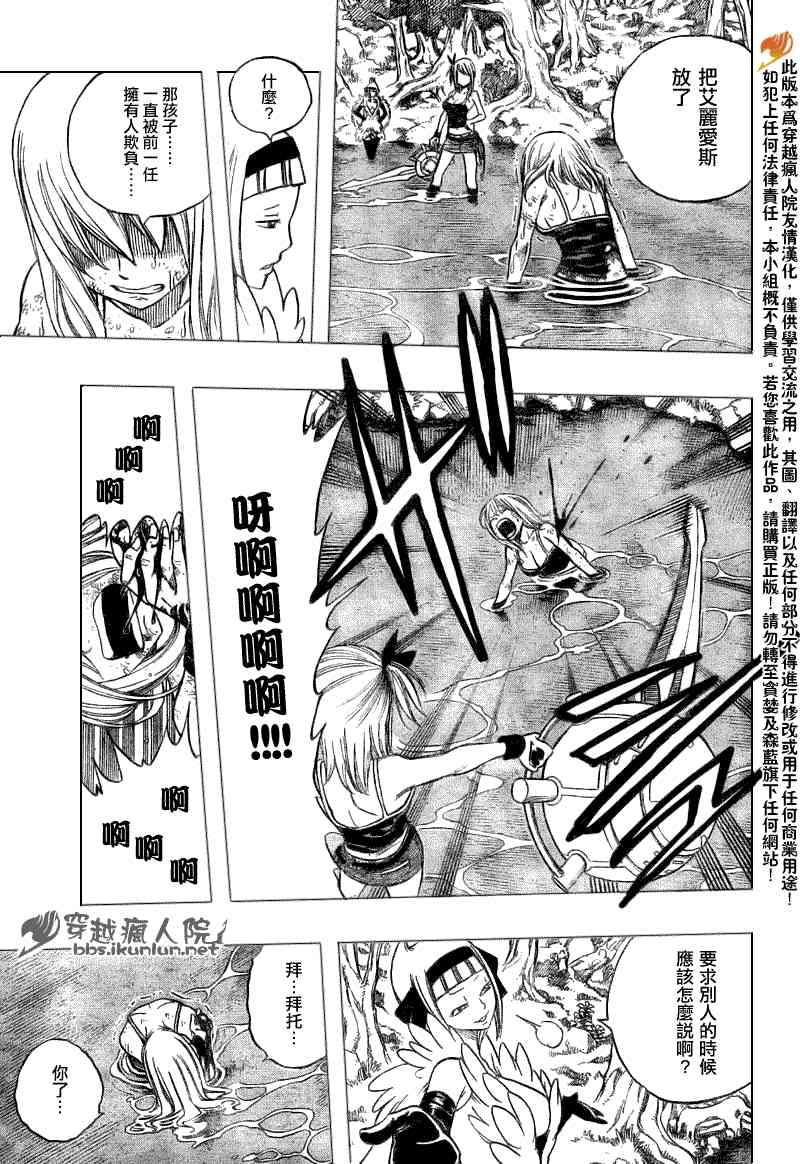 把艾麗愛斯
放了
什麼？
那孩子……
一直被前一任
擁有人欺負……
呀啊啊啊啊!!!!
啊
啊
啊
啊
啊
啊
要求別人的時候
應該怎麼說啊？
拜…拜托…
你了…
穿越瘋人院
bbs.ikunlun.net
此版本爲穿越瘋人院友情漢化，僅供學習交流之用，其圖、翻譯以及任何部分不得進行修改或用于任何商業用途！
如犯上任何法律責任，本小組概不負責。若您喜歡此作品，請購買正版！請勿轉至貪婪及森藍旗下任何網站！